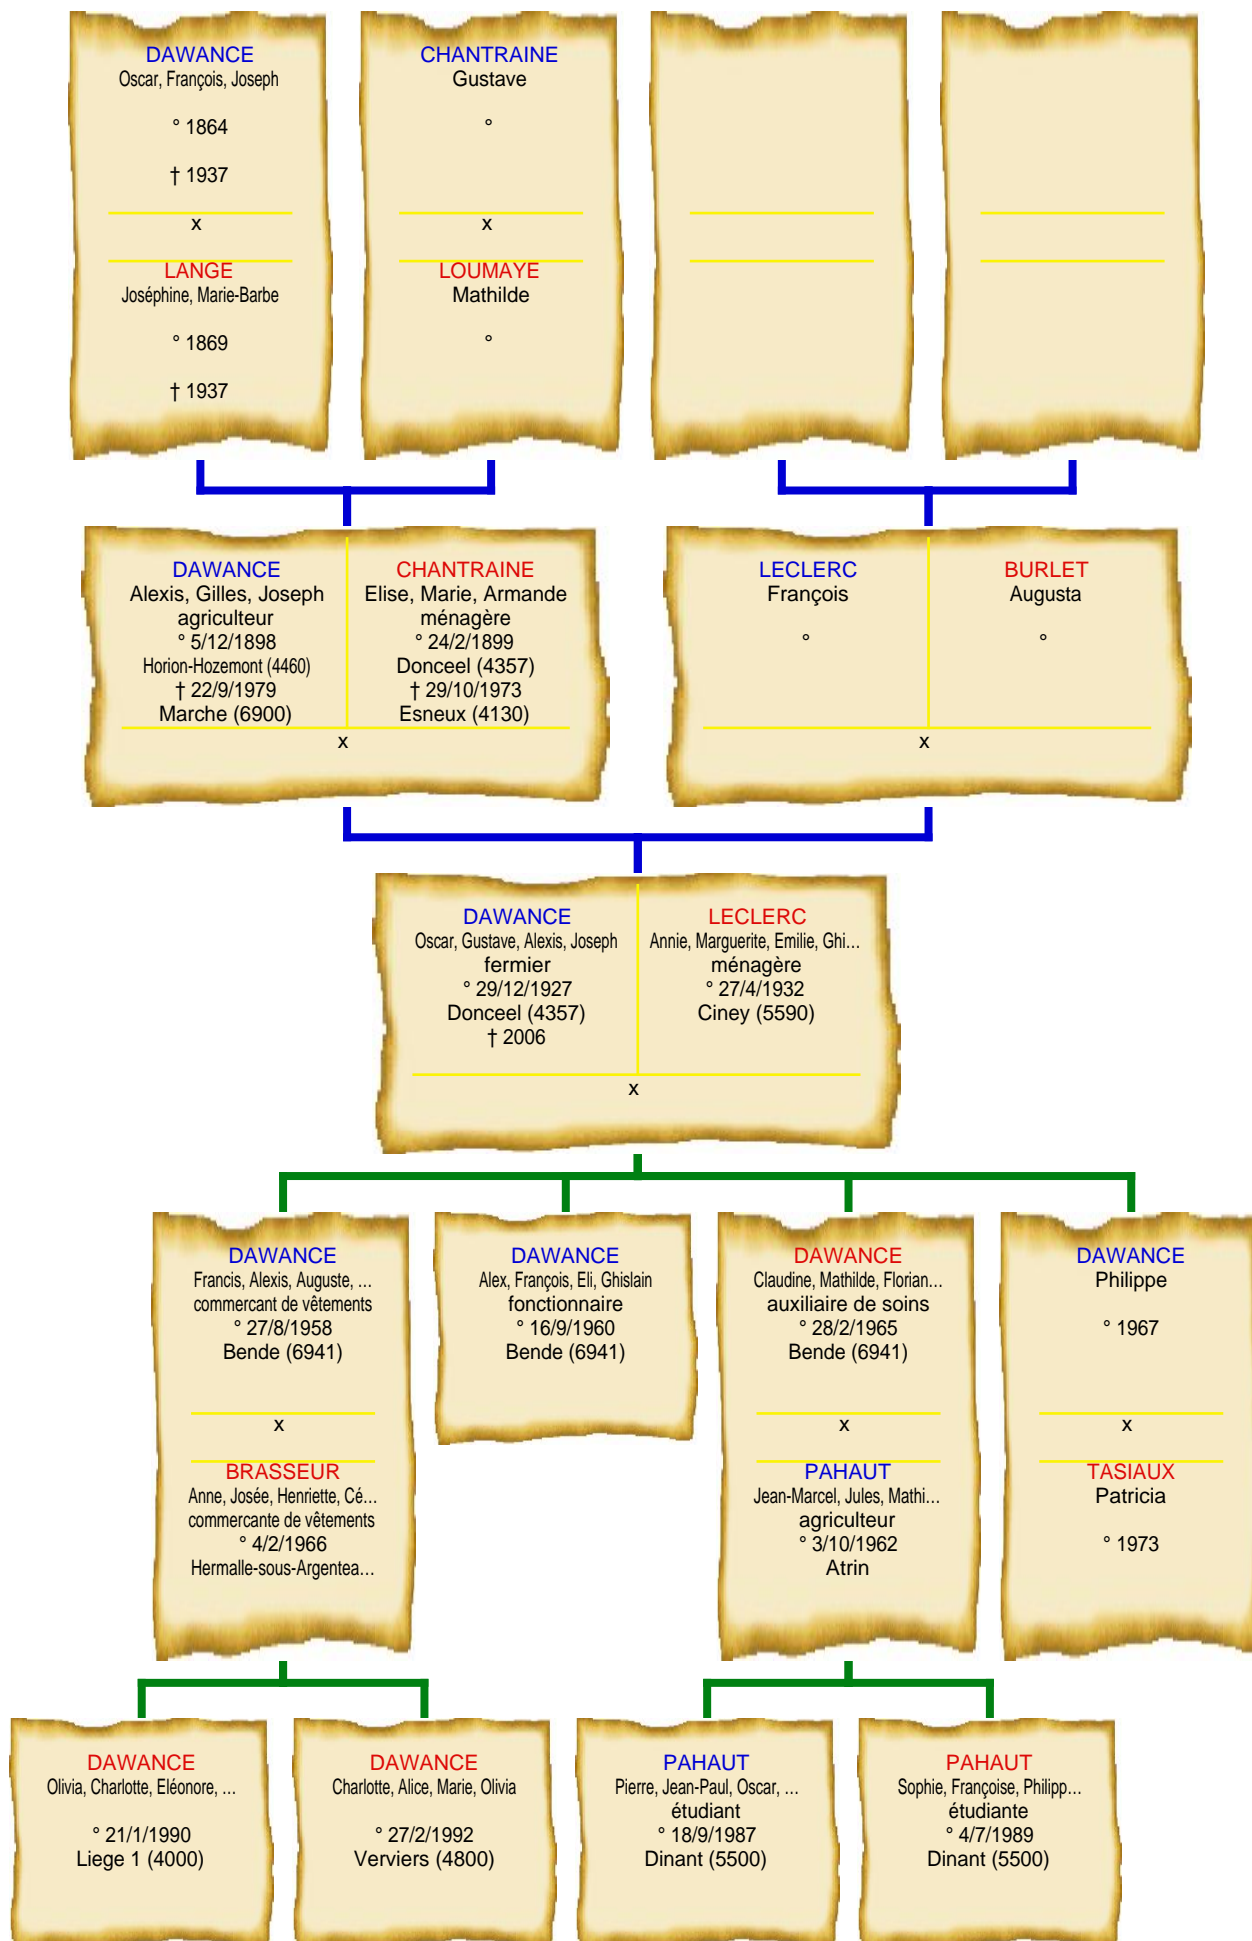 DAWANCE
Oscar, François, Joseph
° 1864
† 1937
x
LANGE
Joséphine, Marie-Barbe
° 1869
† 1937
CHANTRAINE
Gustave
°
x
LOUMAYE
Mathilde
°
DAWANCE
Alexis, Gilles, Joseph
agriculteur
° 5/12/1898
Horion-Hozemont (4460)
† 22/9/1979
Marche (6900)
CHANTRAINE
Elise, Marie, Armande
ménagère
° 24/2/1899
Donceel (4357)
† 29/10/1973
Esneux (4130)
x
LECLERC
François
°
BURLET
Augusta
°
x
DAWANCE
Oscar, Gustave, Alexis, Joseph
fermier
° 29/12/1927
Donceel (4357)
† 2006
LECLERC
Annie, Marguerite, Emilie, Ghi...
ménagère
° 27/4/1932
Ciney (5590)
x
DAWANCE
Francis, Alexis, Auguste, ...
commercant de vêtements
° 27/8/1958
Bende (6941)
x
BRASSEUR
Anne, Josée, Henriette, Cé...
commercante de vêtements
° 4/2/1966
Hermalle-sous-Argentea...
DAWANCE
Alex, François, Eli, Ghislain
fonctionnaire
° 16/9/1960
Bende (6941)
DAWANCE
Claudine, Mathilde, Florian...
auxiliaire de soins
° 28/2/1965
Bende (6941)
x
PAHAUT
Jean-Marcel, Jules, Mathi...
agriculteur
° 3/10/1962
Atrin
DAWANCE
Philippe
° 1967
x
TASIAUX
Patricia
° 1973
DAWANCE
Olivia, Charlotte, Eléonore, ...
° 21/1/1990
Liege 1 (4000)
DAWANCE
Charlotte, Alice, Marie, Olivia
° 27/2/1992
Verviers (4800)
PAHAUT
Pierre, Jean-Paul, Oscar, ...
étudiant
° 18/9/1987
Dinant (5500)
PAHAUT
Sophie, Françoise, Philipp...
étudiante
° 4/7/1989
Dinant (5500)